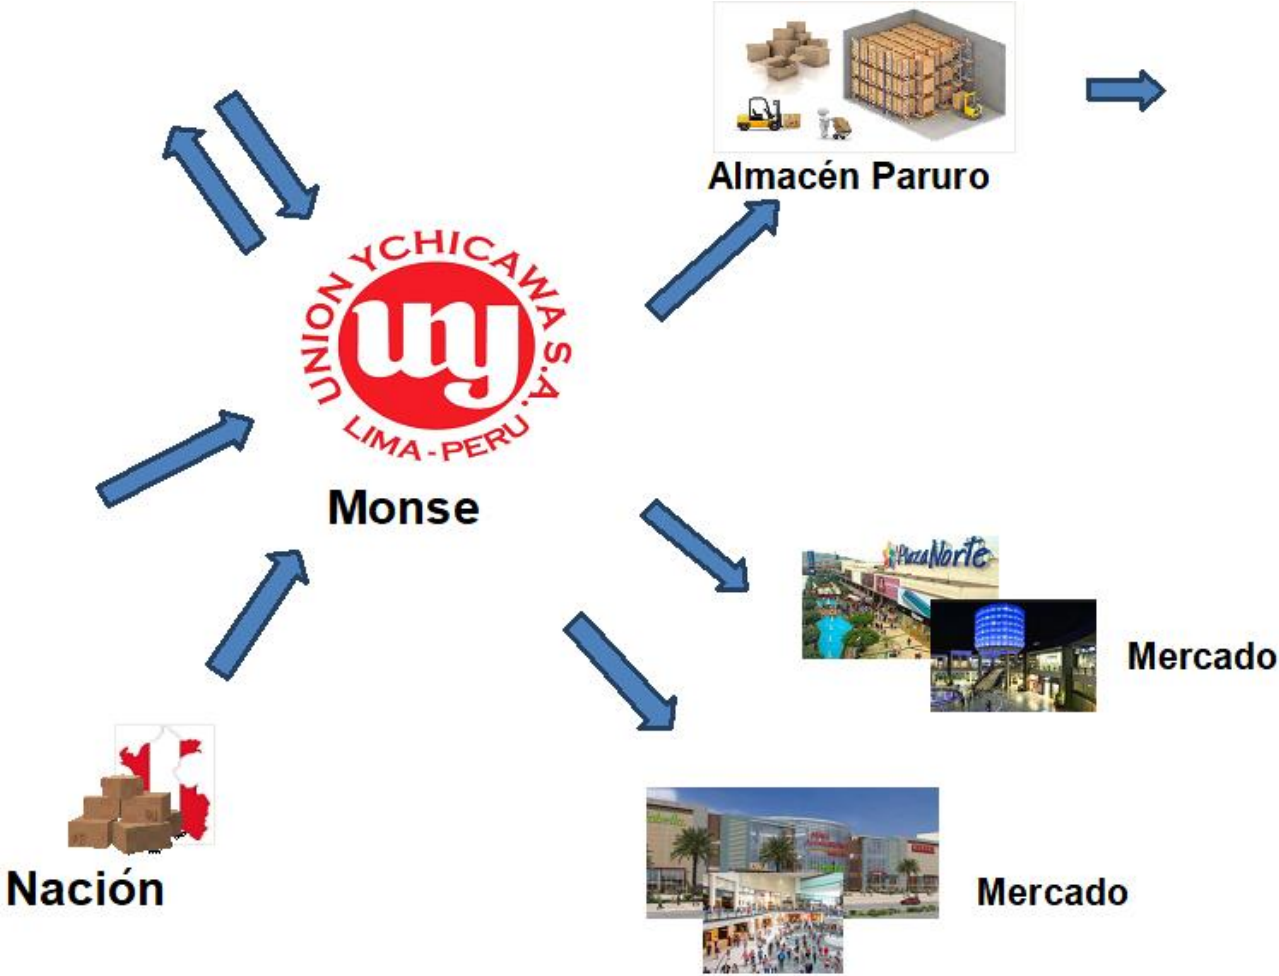 Almacén Paruro
UNION YCHICAWA S.A.
uy
LIMA-PERU
Monse
PlazaNorte
Mercado
Nación
Mercado